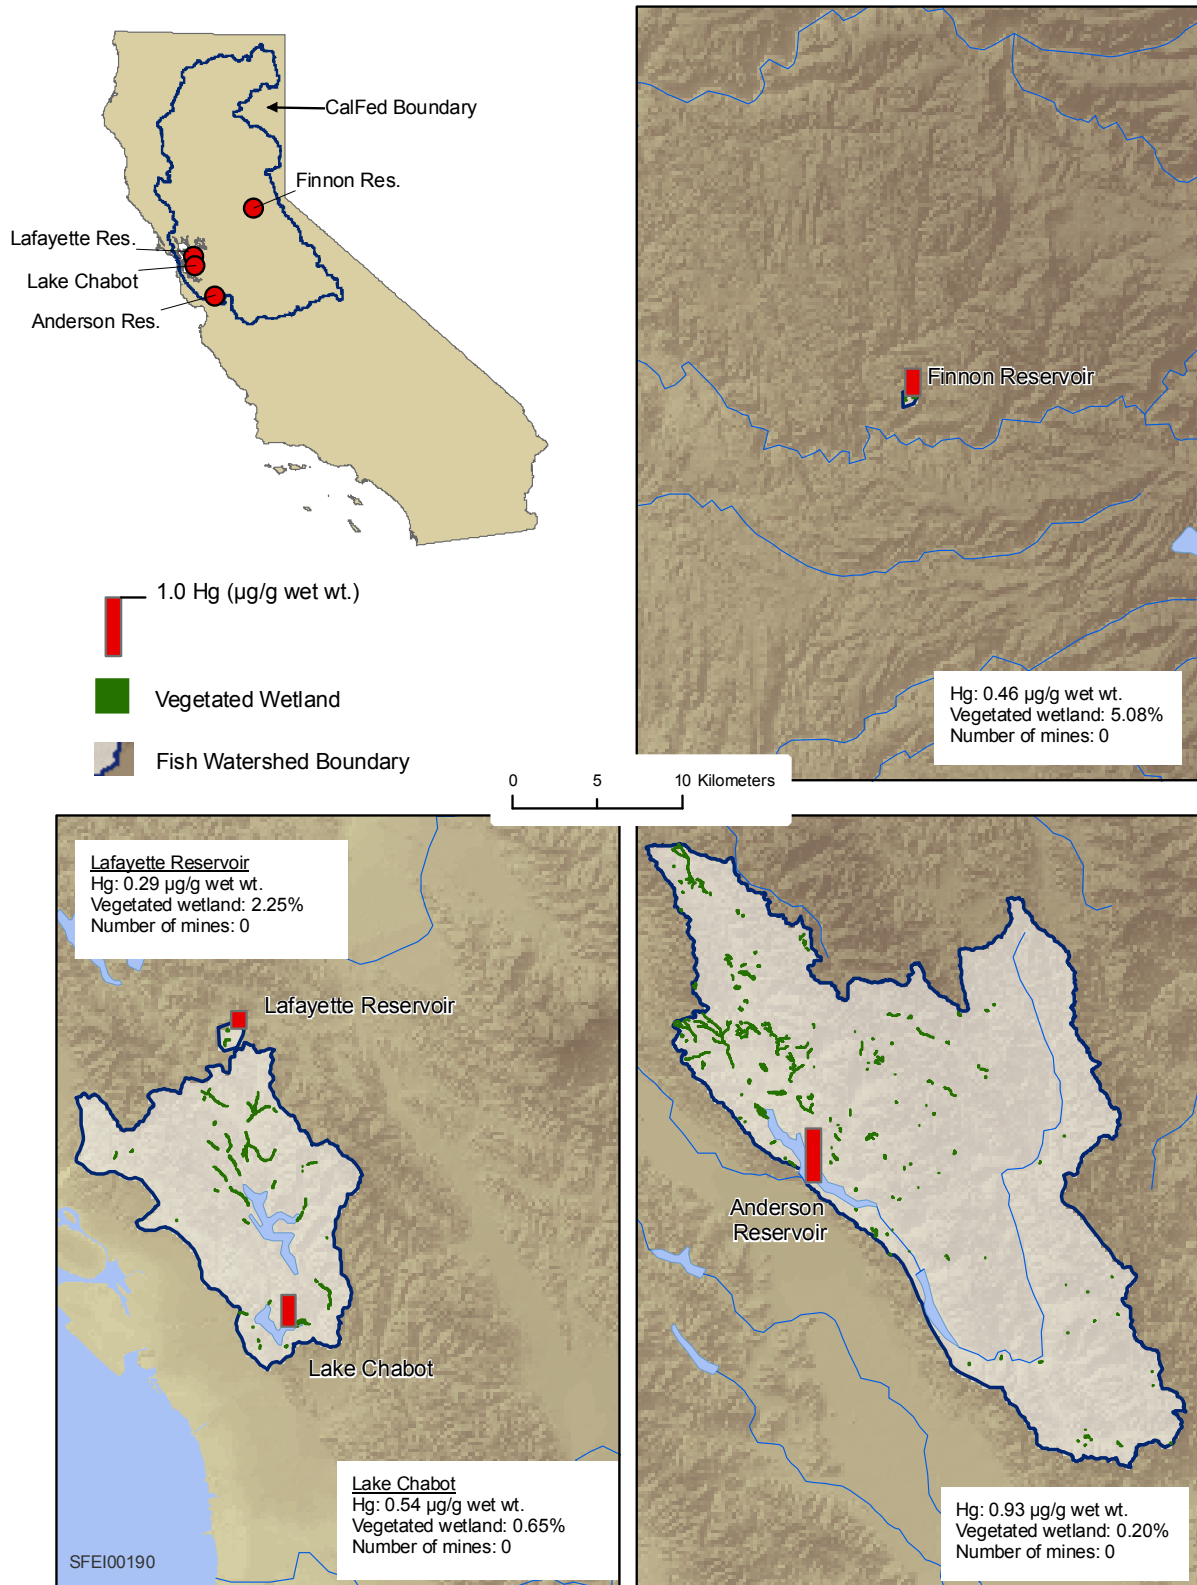 CalFed Boundary
Finnon Res.
Lafayette Res.
Lake Chabot
Anderson Res.
1.0 Hg (µg/g wet wt.)
Vegetated Wetland
Fish Watershed Boundary
0 5 10 Kilometers
Finnon Reservoir
Hg: 0.46 µg/g wet wt.
Vegetated wetland: 5.08%
Number of mines: 0
Lafayette Reservoir
Hg: 0.29 µg/g wet wt.
Vegetated wetland: 2.25%
Number of mines: 0
Lafayette Reservoir
Lake Chabot
Lake Chabot
Hg: 0.54 µg/g wet wt.
Vegetated wetland: 0.65%
Number of mines: 0
SFEI00190
Anderson
Reservoir
Hg: 0.93 µg/g wet wt.
Vegetated wetland: 0.20%
Number of mines: 0